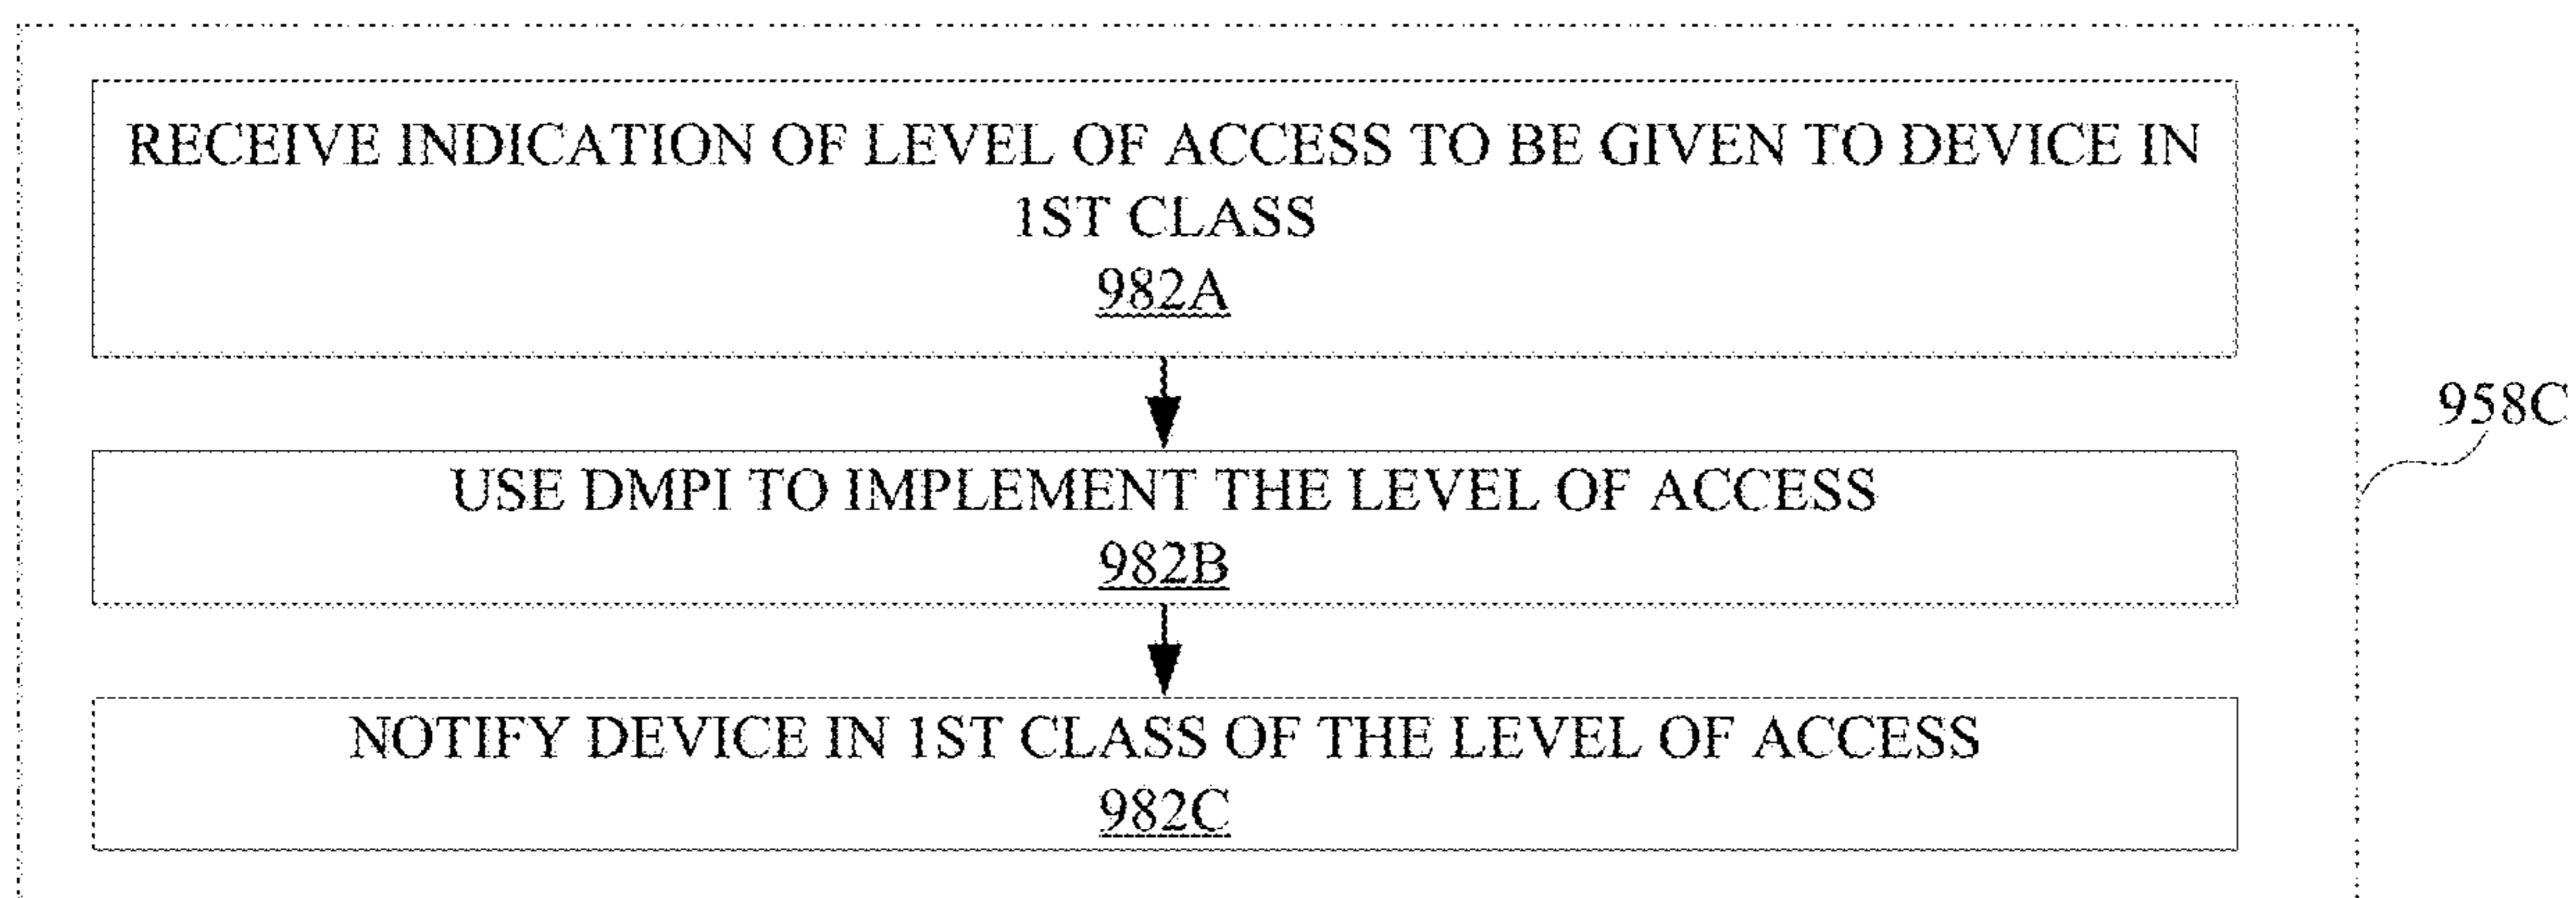 RECEIVE INDICATION OF LEVEL OF ACCESS TO BE GIVEN TO DEVICE IN
1ST CLASS
982A
958C
USE DMPI TO IMPLEMENT THE LEVEL OF ACCESS
982B
NOTIFY DEVICE IN 1ST CLASS OF THE LEVEL OF ACCESS
982C